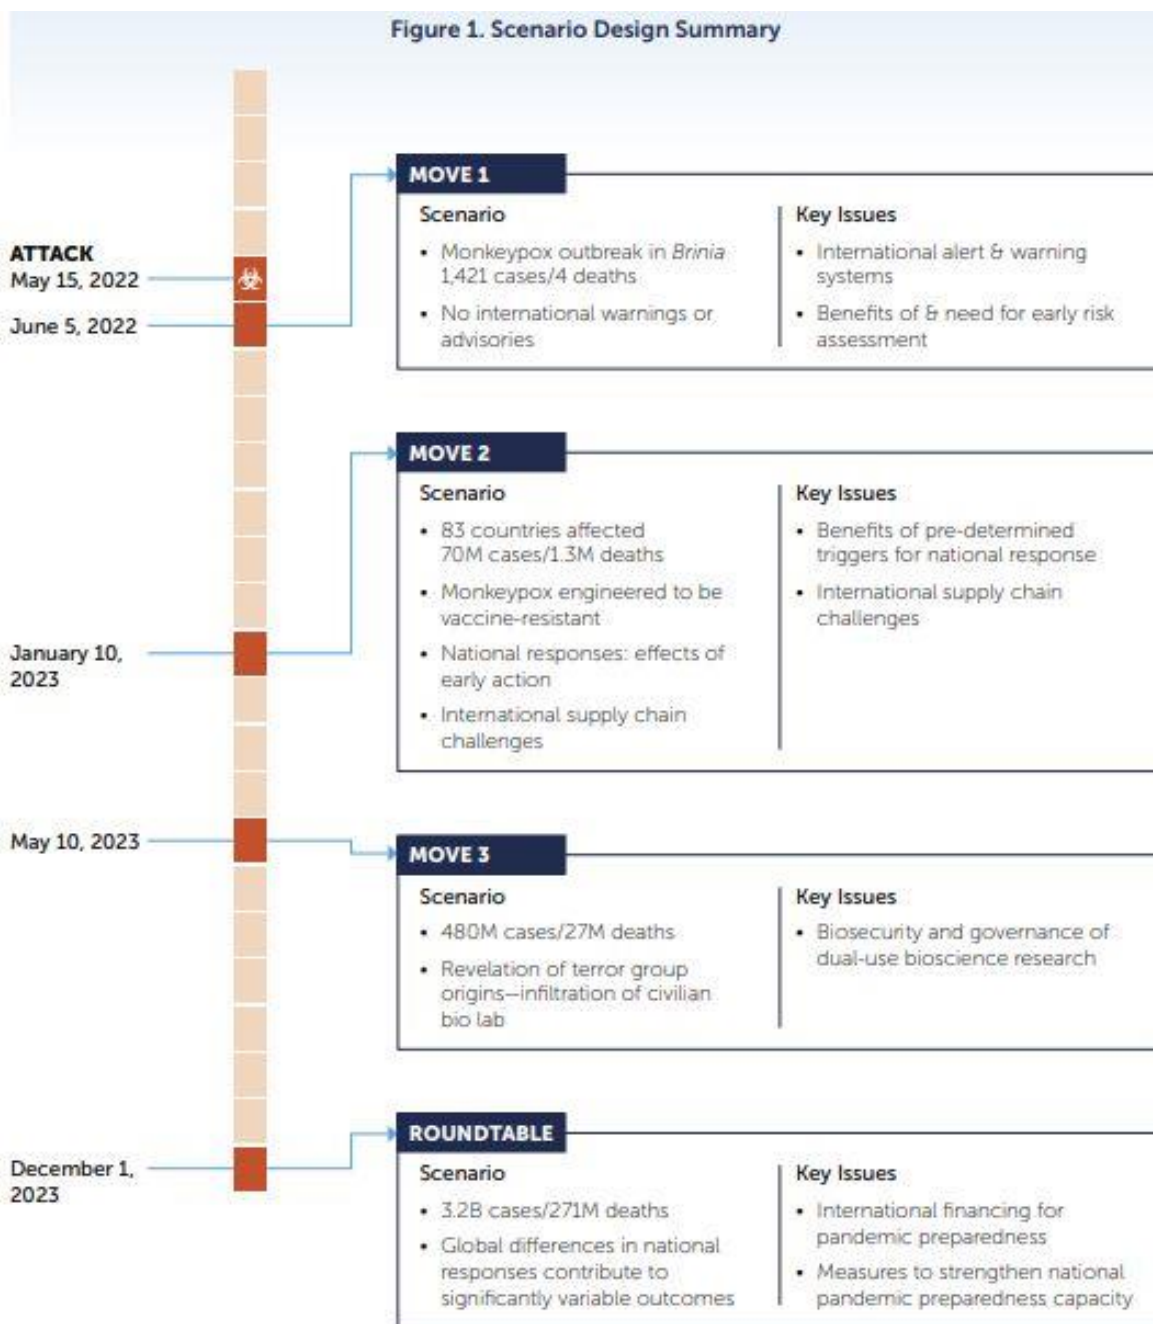 Figure 1. Scenario Design Summary
ATTACK
May 15, 2022
June 5, 2022
MOVE 1
Scenario
• Monkeypox outbreak in Brinia
1,421 cases/4 deaths
• No international warnings or
advisories
Key Issues
• International alert & warning
systems
• Benefits of & need for early risk
assessment
January 10,
2023
MOVE 2
Scenario
• 83 countries affected
70M cases/1.3M deaths
• Monkeypox engineered to be
vaccine-resistant
• National responses: effects of
early action
• International supply chain
challenges
Key Issues
• Benefits of pre-determined
triggers for national response
• International supply chain
challenges
May 10, 2023
MOVE 3
Scenario
• 480M cases/27M deaths
• Revelation of terror group
origins—infiltration of civilian
bio lab
Key Issues
• Biosecurity and governance of
dual-use bioscience research
December 1,
2023
ROUNDTABLE
Scenario
• 3.2B cases/271M deaths
• Global differences in national
responses contribute to
significantly variable outcomes
Key Issues
• International financing for
pandemic preparedness
• Measures to strengthen national
pandemic preparedness capacity